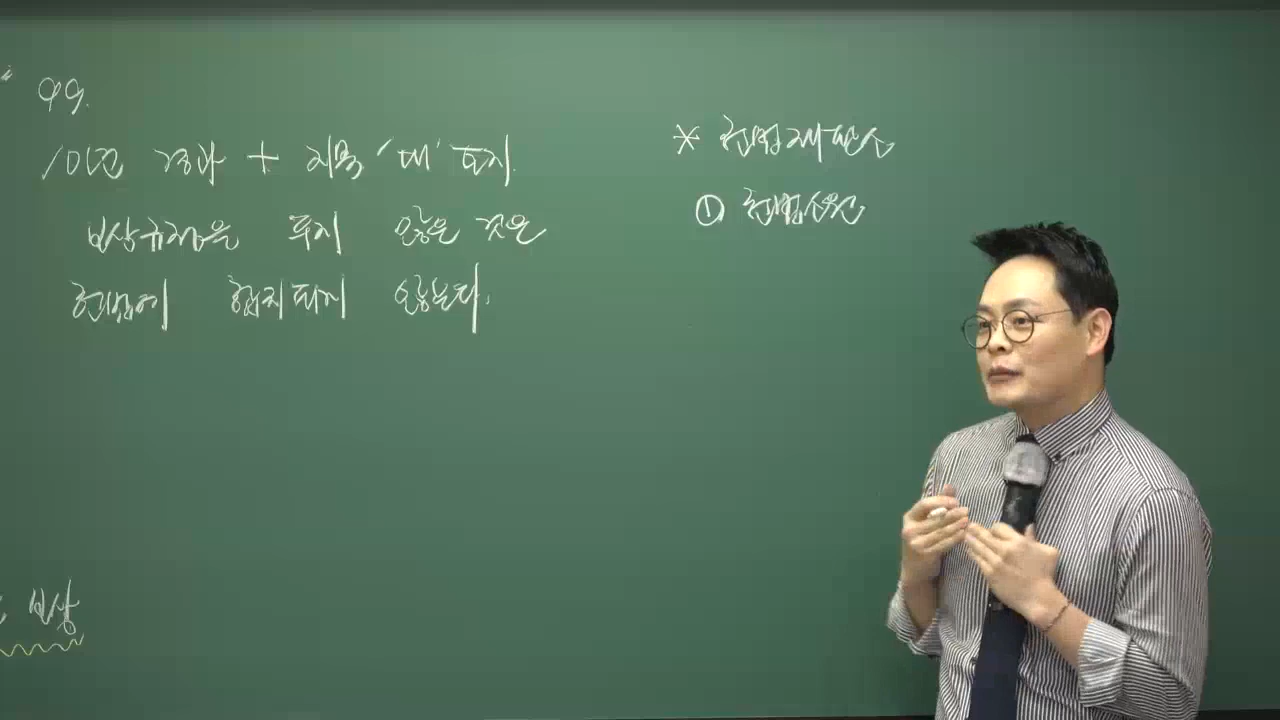 99.
10년 경과 + 지목 '대' 토지.
보상규정을 두지 않은 것은
헌법에 합치되지 않는다.
보상
* 헌법재판소
① 헌법소원